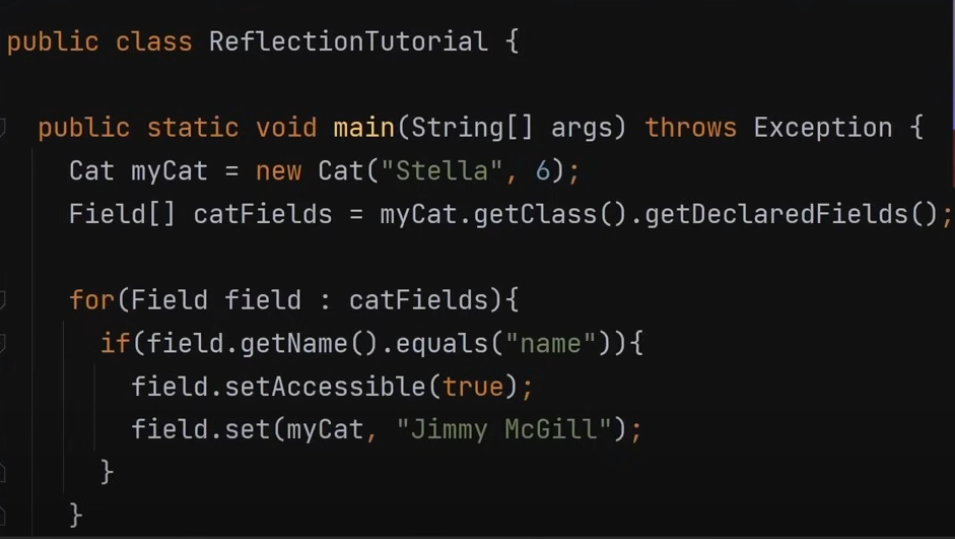 public class ReflectionTutorial {
public static void main(String[] args) throws Exception {
Cat myCat = new Cat("Stella", 6);
Field[] catFields = myCat.getClass().getDeclaredFields();
for(Field field : catFields){
if(field.getName().equals("name")){
field.setAccessible(true);
field.set(myCat, "Jimmy McGill");
}
}